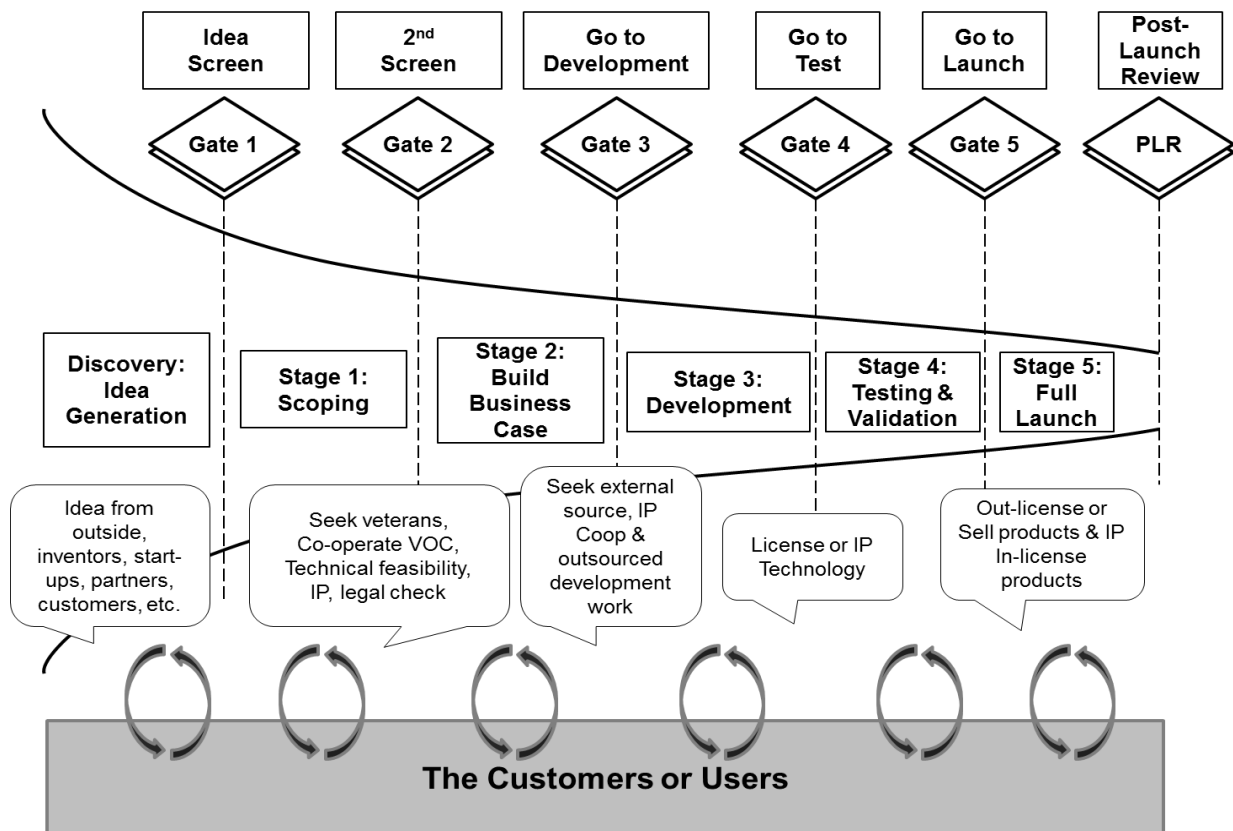 Idea
Screen
2nd
Screen
Go to
Development
Go to
Test
Go to
Launch
Post-
Launch
Review
Gate 1
Gate 2
Gate 3
Gate 4
Gate 5
PLR
Discovery:
Idea
Generation
Stage 1:
Scoping
Stage 2:
Build
Business
Case
Stage 3:
Development
Stage 4:
Testing &
Validation
Stage 5:
Full
Launch
Idea from
outside,
inventors, start-
ups, partners,
customers, etc.
Seek veterans,
Co-operate VOC,
Technical feasibility,
IP, legal check
Seek external
source, IP
Coop &
outsourced
development
work
License or IP
Technology
Out-license or
Sell products & IP
In-license
products
The Customers or Users